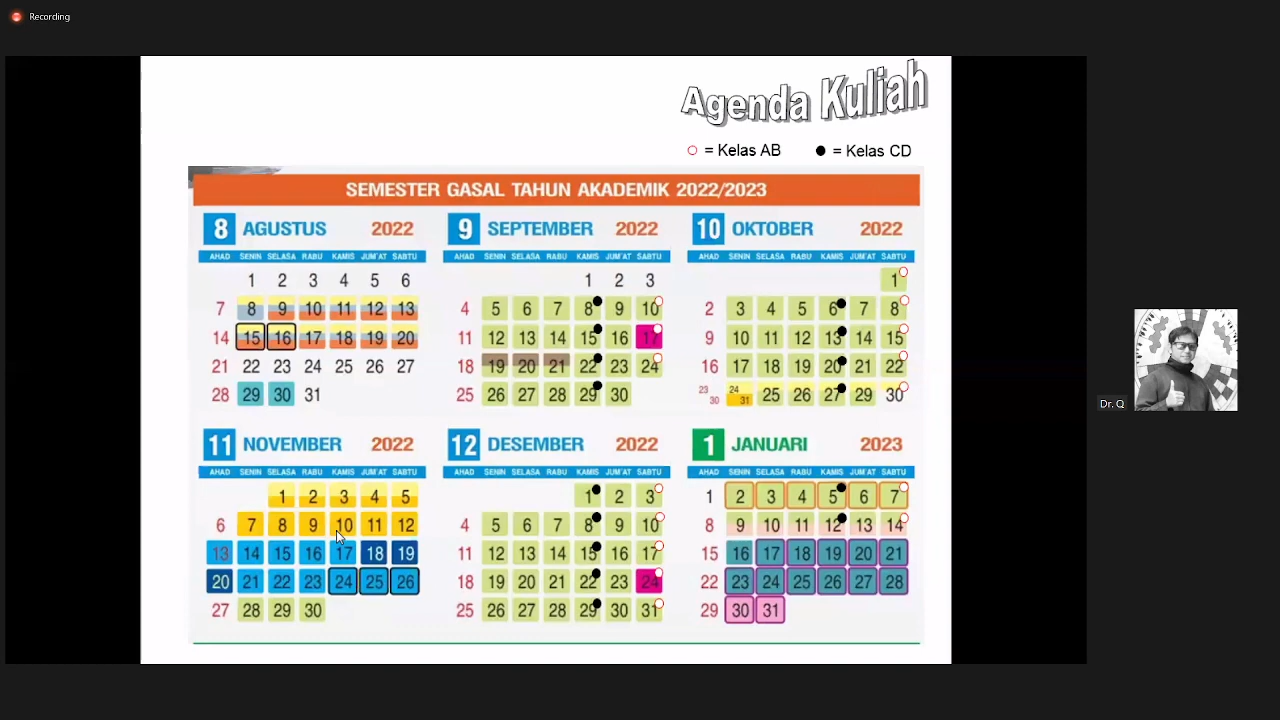 Recording
Agenda Kuliah
= Kelas AB = Kelas CD
SEMESTER GASAL TAHUN AKADEMIK 2022/2023
8 AGUSTUS 2022 9 SEPTEMBER 2022 10 OKTOBER 2022
AHAD SENIN SELASA RABU KAMIS JUM'AT SABTU AHAD SENIN SELASA RABU KAMIS JUM'AT SABTU AHAD SENIN SELASA RABU KAMIS JUM'AT SABTU
1 2 3 4 5 6 1 2 3 1
7 8 9 10 11 12 13 4 5 6 7 8 9 10 2 3 4 5 6 7 8
14 15 16 17 18 19 20 11 12 13 14 15 16 17 9 10 11 12 13 14 15
21 22 23 24 25 26 27 18 19 20 21 22 23 24 16 17 18 19 20 21 22
28 29 30 31 25 26 27 28 29 30 23 30 24 31 25 26 27 29 30
Dr. Q
11 NOVEMBER 2022 12 DESEMBER 2022 1 JANUARI 2023
AHAD SENIN SELASA RABU KAMIS JUM'AT SABTU AHAD SENIN SELASA RABU KAMIS JUM'AT SABTU AHAD SENIN SELASA RABU KAMIS JUM'AT SABTU
1 2 3 4 5 1 2 3 1 2 3 4 5 6 7
6 7 8 9 10 11 12 4 5 6 7 8 9 10 8 9 10 11 12 13 14
13 14 15 16 17 18 19 11 12 13 14 15 16 17 15 16 17 18 19 20 21
20 21 22 23 24 25 26 18 19 20 21 22 23 24 22 23 24 25 26 27 28
27 28 29 30 25 26 27 28 29 30 31 29 30 31